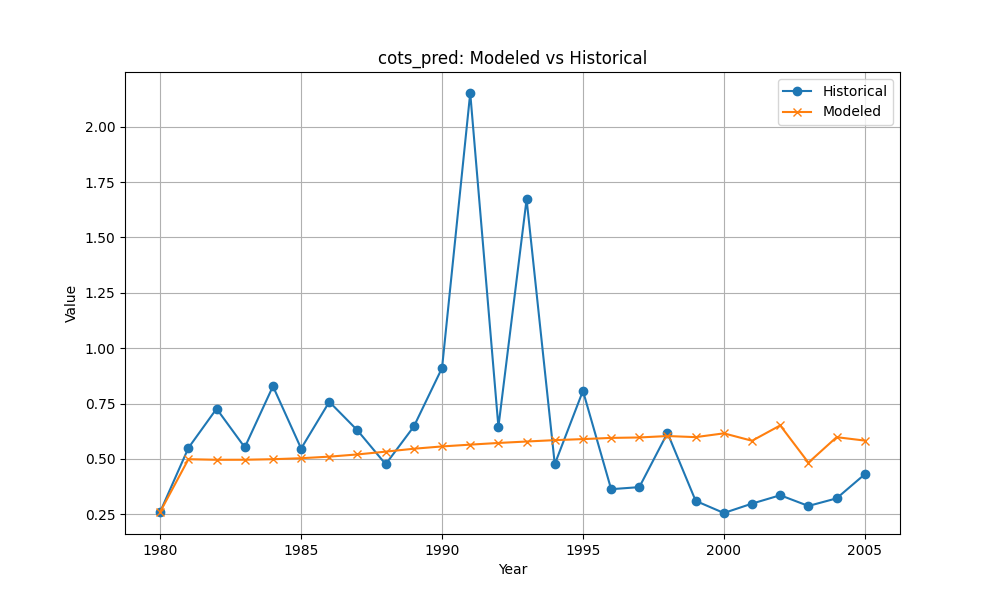 cots_pred: Modeled vs Historical
Historical
Modeled
2.00
1.75
1.50
1.25
1.00
0.75
0.50
0.25
Value
1980 1985 1990 1995 2000 2005
Year